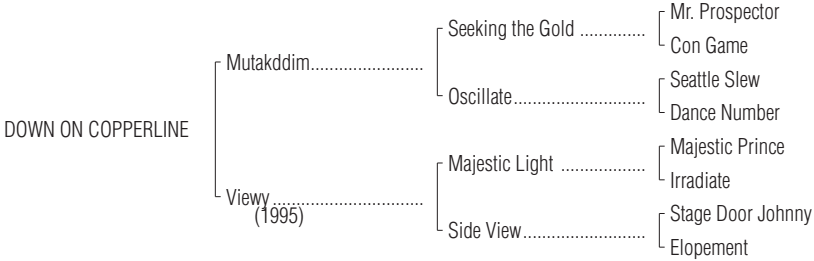 Mr. Prospector
Seeking the Gold ..............
Con Game
Mutakddim........................
Seattle Slew
Oscillate............................
Dance Number
DOWN ON COPPERLINE
Majestic Prince
Majestic Light ..................
Irradiate
Viewy ................................
(1995)
Stage Door Johnny
Side View..........................
Elopement